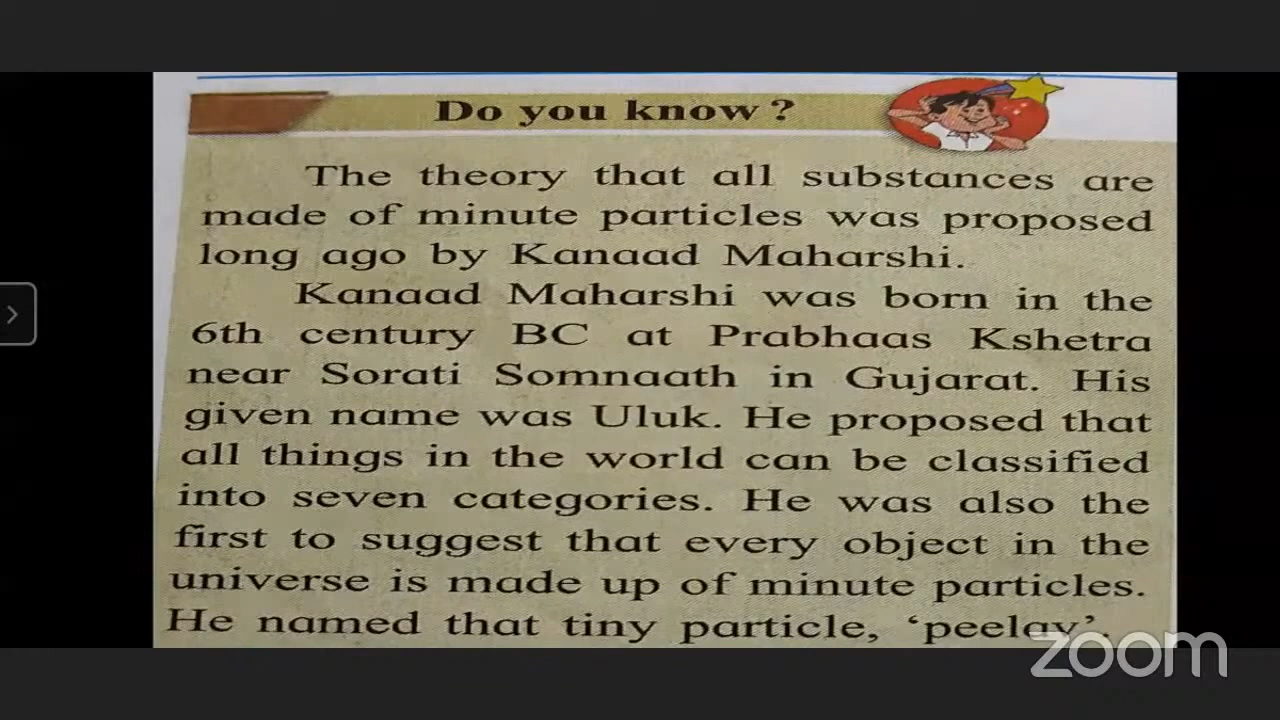 Do you know?
The theory that all substances are
made of minute particles was proposed
long ago by Kanaad Maharshi.
Kanaad Maharshi was born in the
6th century BC at Prabhaas Kshetra
near Sorati Somnaath in Gujarat. His
given name was Uluk. He proposed that
all things in the world can be classified
into seven categories. He was also the
first to suggest that every object in the
universe is made up of minute particles.
He named that tiny particle, ‘peelav’.
zoom